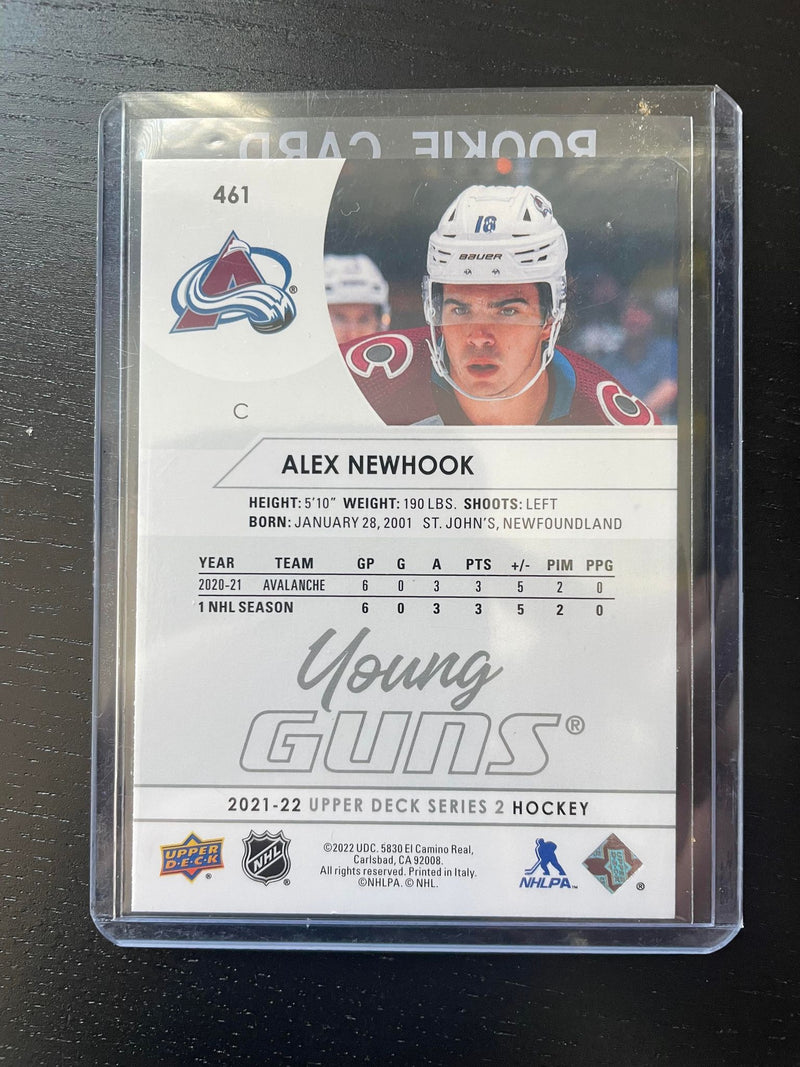 ROOKIE CARD
461
18
BAUER
C
ALEX NEWHOOK
HEIGHT: 5'10" WEIGHT: 190 LBS. SHOOTS: LEFT
BORN: JANUARY 28, 2001 ST. JOHN'S, NEWFOUNDLAND
YEAR TEAM GP G A PTS +/- PIM PPG
2020-21 AVALANCHE 6 0 3 3 5 2 0
1 NHL SEASON 6 0 3 3 5 2 0
Young
GUNS®
2021-22 UPPER DECK SERIES 2 HOCKEY
UPPER
D·E·C·K
®
NHL
®
©2022 UDC. 5830 El Camino Real,
Carlsbad, CA 92008.
All rights reserved. Printed in Italy.
©NHLPA. © NHL.
NHLPA™
®